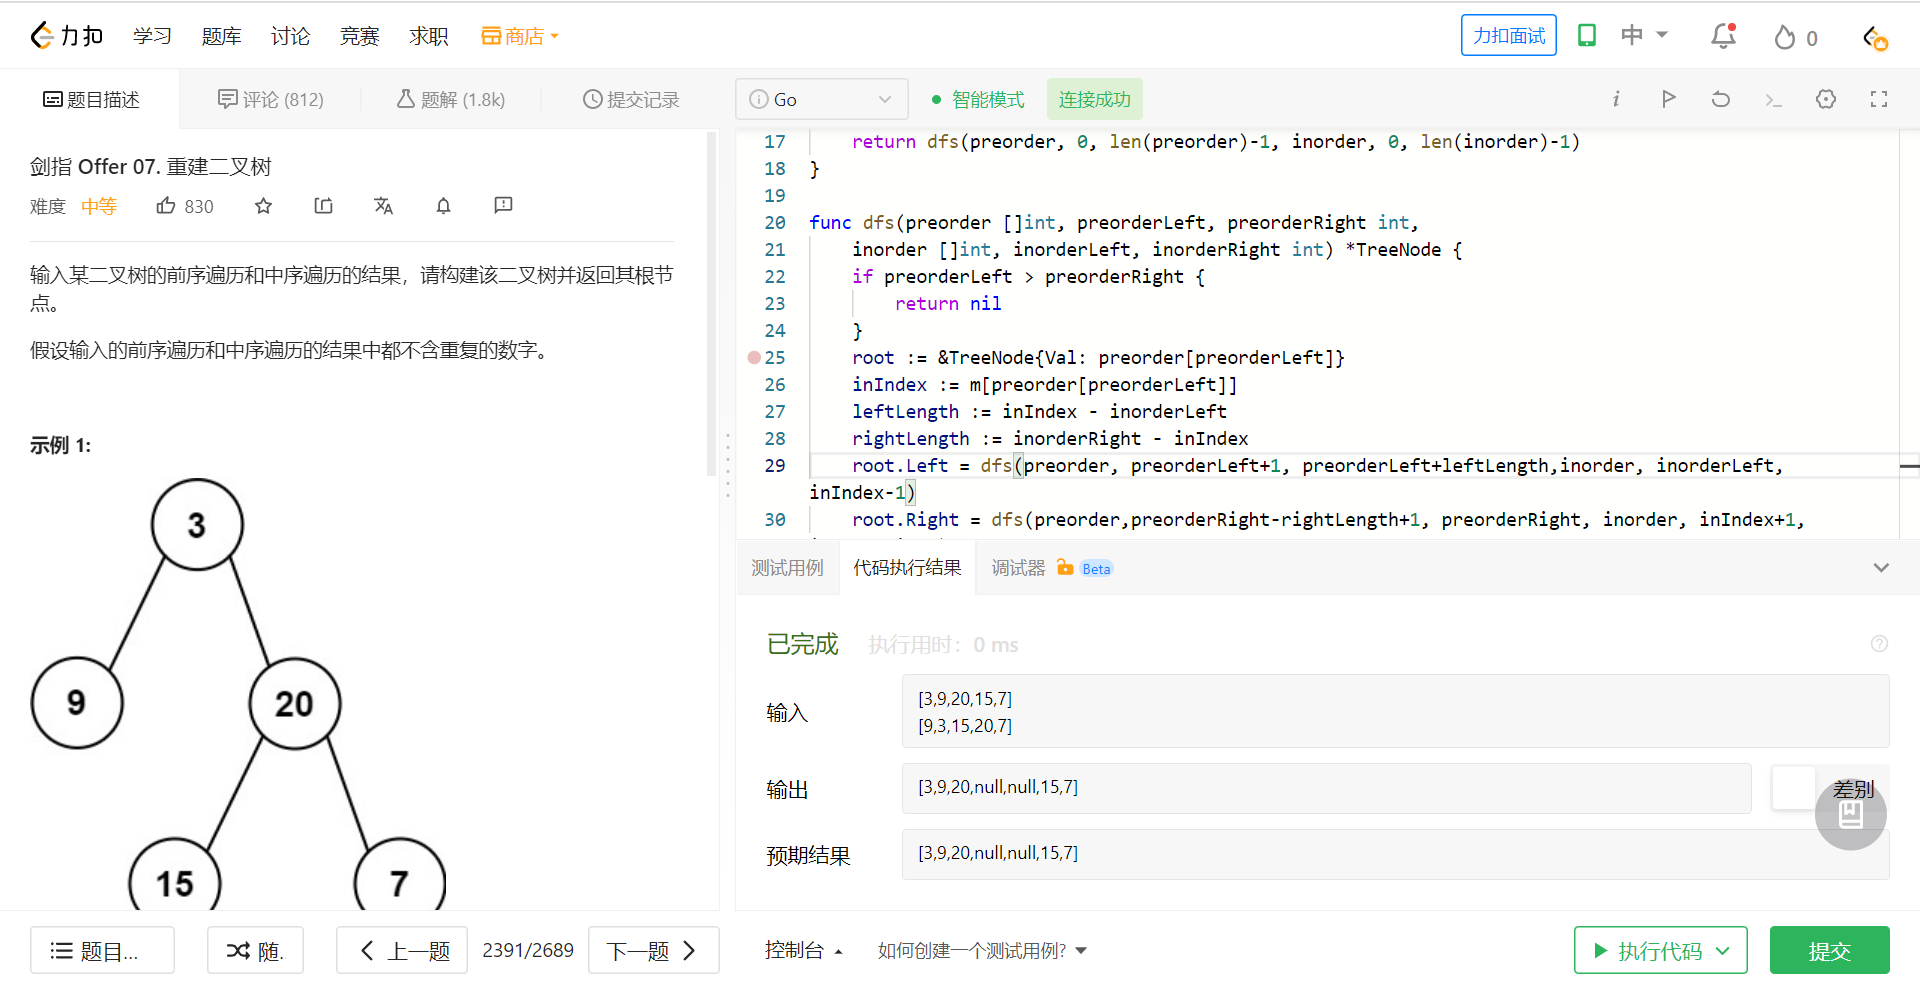 力扣 学习 题库 讨论 竞赛 求职 商店 力扣面试 中 0
题目描述 评论 (812) 题解 (1.8k) 提交记录
剑指 Offer 07. 重建二叉树
难度 中等 830
输入某二叉树的前序遍历和中序遍历的结果，请构建该二叉树并返回其根节
点。
假设输入的前序遍历和中序遍历的结果中都不含重复的数字。
示例 1:
3
9 20
15 7
题目... 随. 上一题 2391/2689 下一题
Go 智能模式 连接成功
17 return dfs(preorder, 0, len(preorder)-1, inorder, 0, len(inorder)-1)
18 }
19
20 func dfs(preorder []int, preorderLeft, preorderRight int,
21 inorder []int, inorderLeft, inorderRight int) *TreeNode {
22 if preorderLeft > preorderRight {
23 return nil
24 }
25 root := &TreeNode{Val: preorder[preorderLeft]}
26 inIndex := m[preorder[preorderLeft]]
27 leftLength := inIndex - inorderLeft
28 rightLength := inorderRight - inIndex
29 root.Left = dfs(preorder, preorderLeft+1, preorderLeft+leftLength,inorder, inorderLeft,
inIndex-1)
30 root.Right = dfs(preorder,preorderRight-rightLength+1, preorderRight, inorder, inIndex+1,
测试用例 代码执行结果 调试器 Beta
已完成 执行用时: 0 ms
输入
[3,9,20,15,7]
[9,3,15,20,7]
输出 [3,9,20,null,null,15,7] 差别
预期结果 [3,9,20,null,null,15,7]
控制台 如何创建一个测试用例? 执行代码 提交